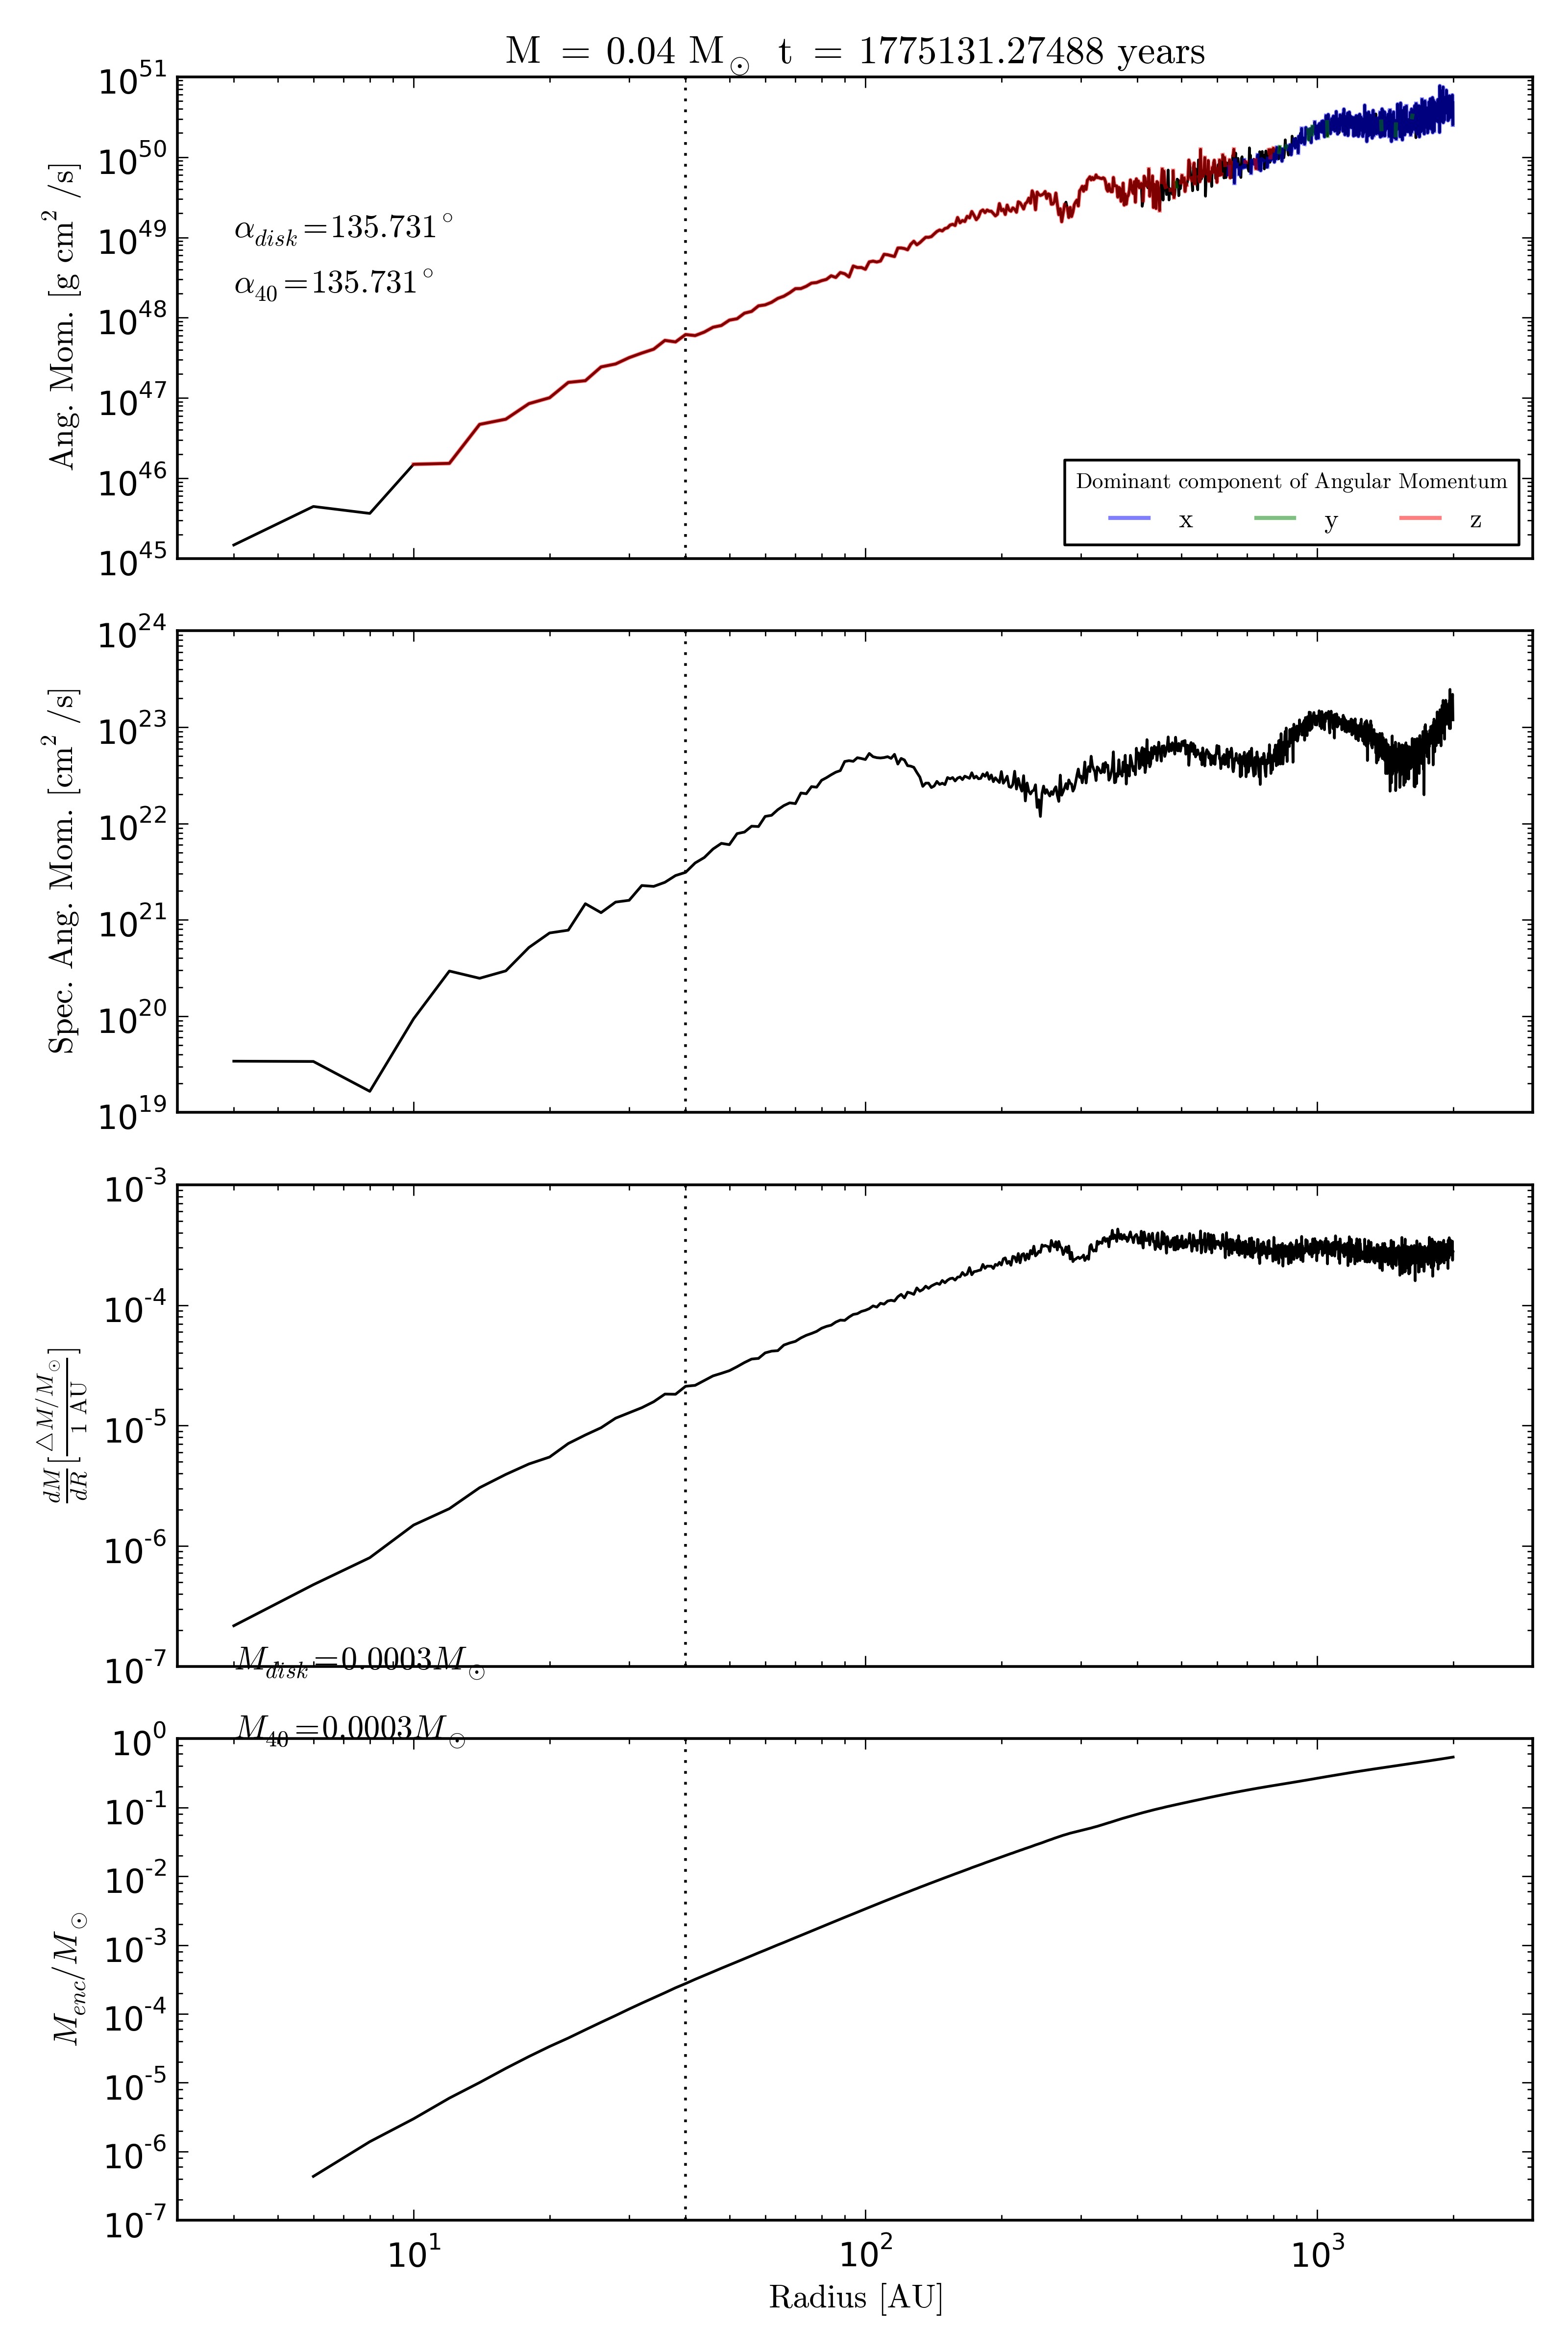 M = 0.04 M⊙ t = 1775131.27488 years
10^51
10^50
10^49
10^48
10^47
10^46
10^45
Ang. Mom. [g cm^2 /s]
α_disk=135.731°
α_40=135.731°
Dominant component of Angular Momentum
x y z
10^24
10^23
10^22
10^21
10^20
10^19
Spec. Ang. Mom. [cm^2 /s]
10^-3
10^-4
10^-5
10^-6
10^-7
dM/dR [△M/M⊙ / 1 AU]
M_disk=0.0003M⊙
M_40=0.0003M⊙
10^0
10^-1
10^-2
10^-3
10^-4
10^-5
10^-6
10^-7
M_enc/M⊙
10^1 10^2 10^3
Radius [AU]